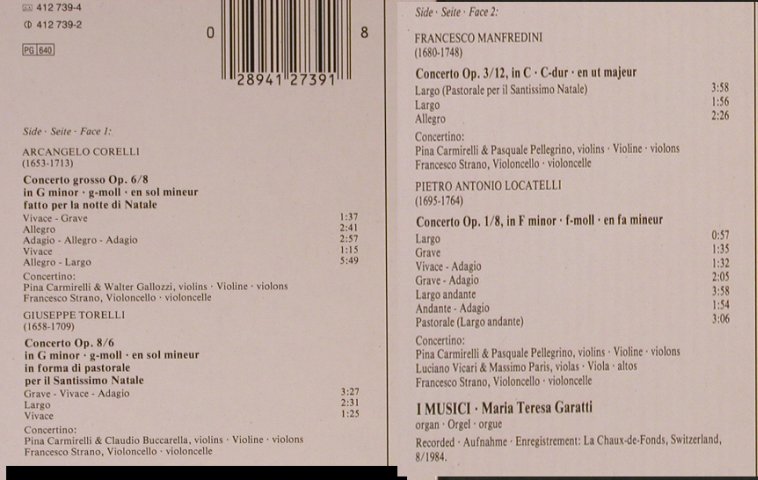 412 739-4
412 739-2
PG 640
0 28941 27391 8
Side · Seite · Face 1:
ARCANGELO CORELLI
(1653-1713)
Concerto grosso Op. 6/8
in G minor · g-moll · en sol mineur
fatto per la notte di Natale
Vivace - Grave 1:37
Allegro 2:41
Adagio - Allegro - Adagio 2:57
Vivace 1:15
Allegro - Largo 5:49
Concertino:
Pina Carmirelli & Walter Gallozzi, violins · Violine · violons
Francesco Strano, Violoncello · violoncelle
GIUSEPPE TORELLI
(1658-1709)
Concerto Op. 8/6
in G minor · g-moll · en sol mineur
in forma di pastorale
per il Santissimo Natale
Grave - Vivace - Adagio 3:27
Largo 2:31
Vivace 1:25
Concertino:
Pina Carmirelli & Claudio Buccarella, violins · Violine · violons
Francesco Strano, Violoncello · violoncelle
Side · Seite · Face 2:
FRANCESCO MANFREDINI
(1680-1748)
Concerto Op. 3/12, in C · C-dur · en ut majeur
Largo (Pastorale per il Santissimo Natale) 3:58
Largo 1:56
Allegro 2:26
Concertino:
Pina Carmirelli & Pasquale Pellegrino, violins · Violine · violons
Francesco Strano, Violoncello · violoncelle
PIETRO ANTONIO LOCATELLI
(1695-1764)
Concerto Op. 1/8, in F minor · f-moll · en fa mineur
Largo 0:57
Grave 1:35
Vivace - Adagio 1:32
Grave - Adagio 2:05
Largo andante 3:58
Andante - Adagio 1:54
Pastorale (Largo andante) 3:06
Concertino:
Pina Carmirelli & Pasquale Pellegrino, violins · Violine · violons
Luciano Vicari & Massimo Paris, violas · Viola · altos
Francesco Strano, Violoncello · violoncelle
I MUSICI · Maria Teresa Garatti
organ · Orgel · orgue
Recorded · Aufnahme · Enregistrement: La Chaux-de-Fonds, Switzerland,
8/1984.